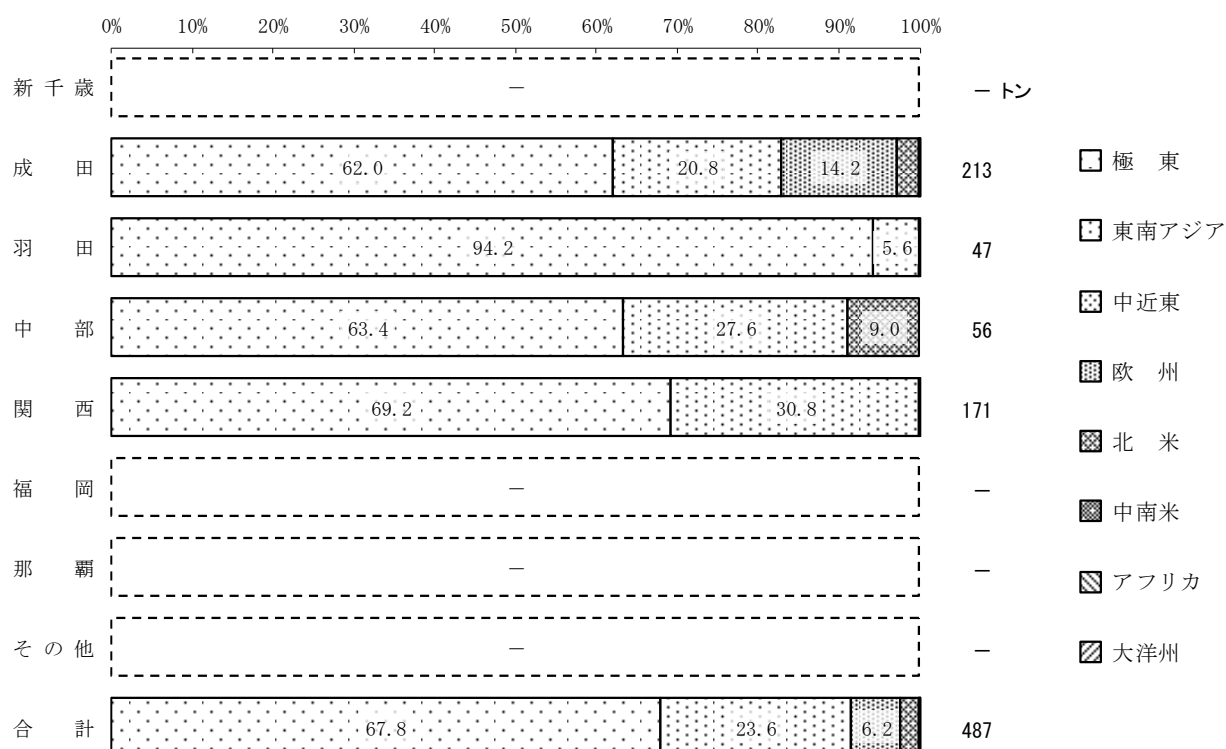 0% 10% 20% 30% 40% 50% 60% 70% 80% 90% 100%
新千歳 － － トン
成 田 62.0 20.8 14.2 213
羽 田 94.2 5.6 47
中 部 63.4 27.6 9.0 56
関 西 69.2 30.8 171
福 岡 － －
那 覇 － －
その他 － －
合 計 67.8 23.6 6.2 487
極 東
東南アジア
中近東
欧 州
北 米
中南米
アフリカ
大洋州